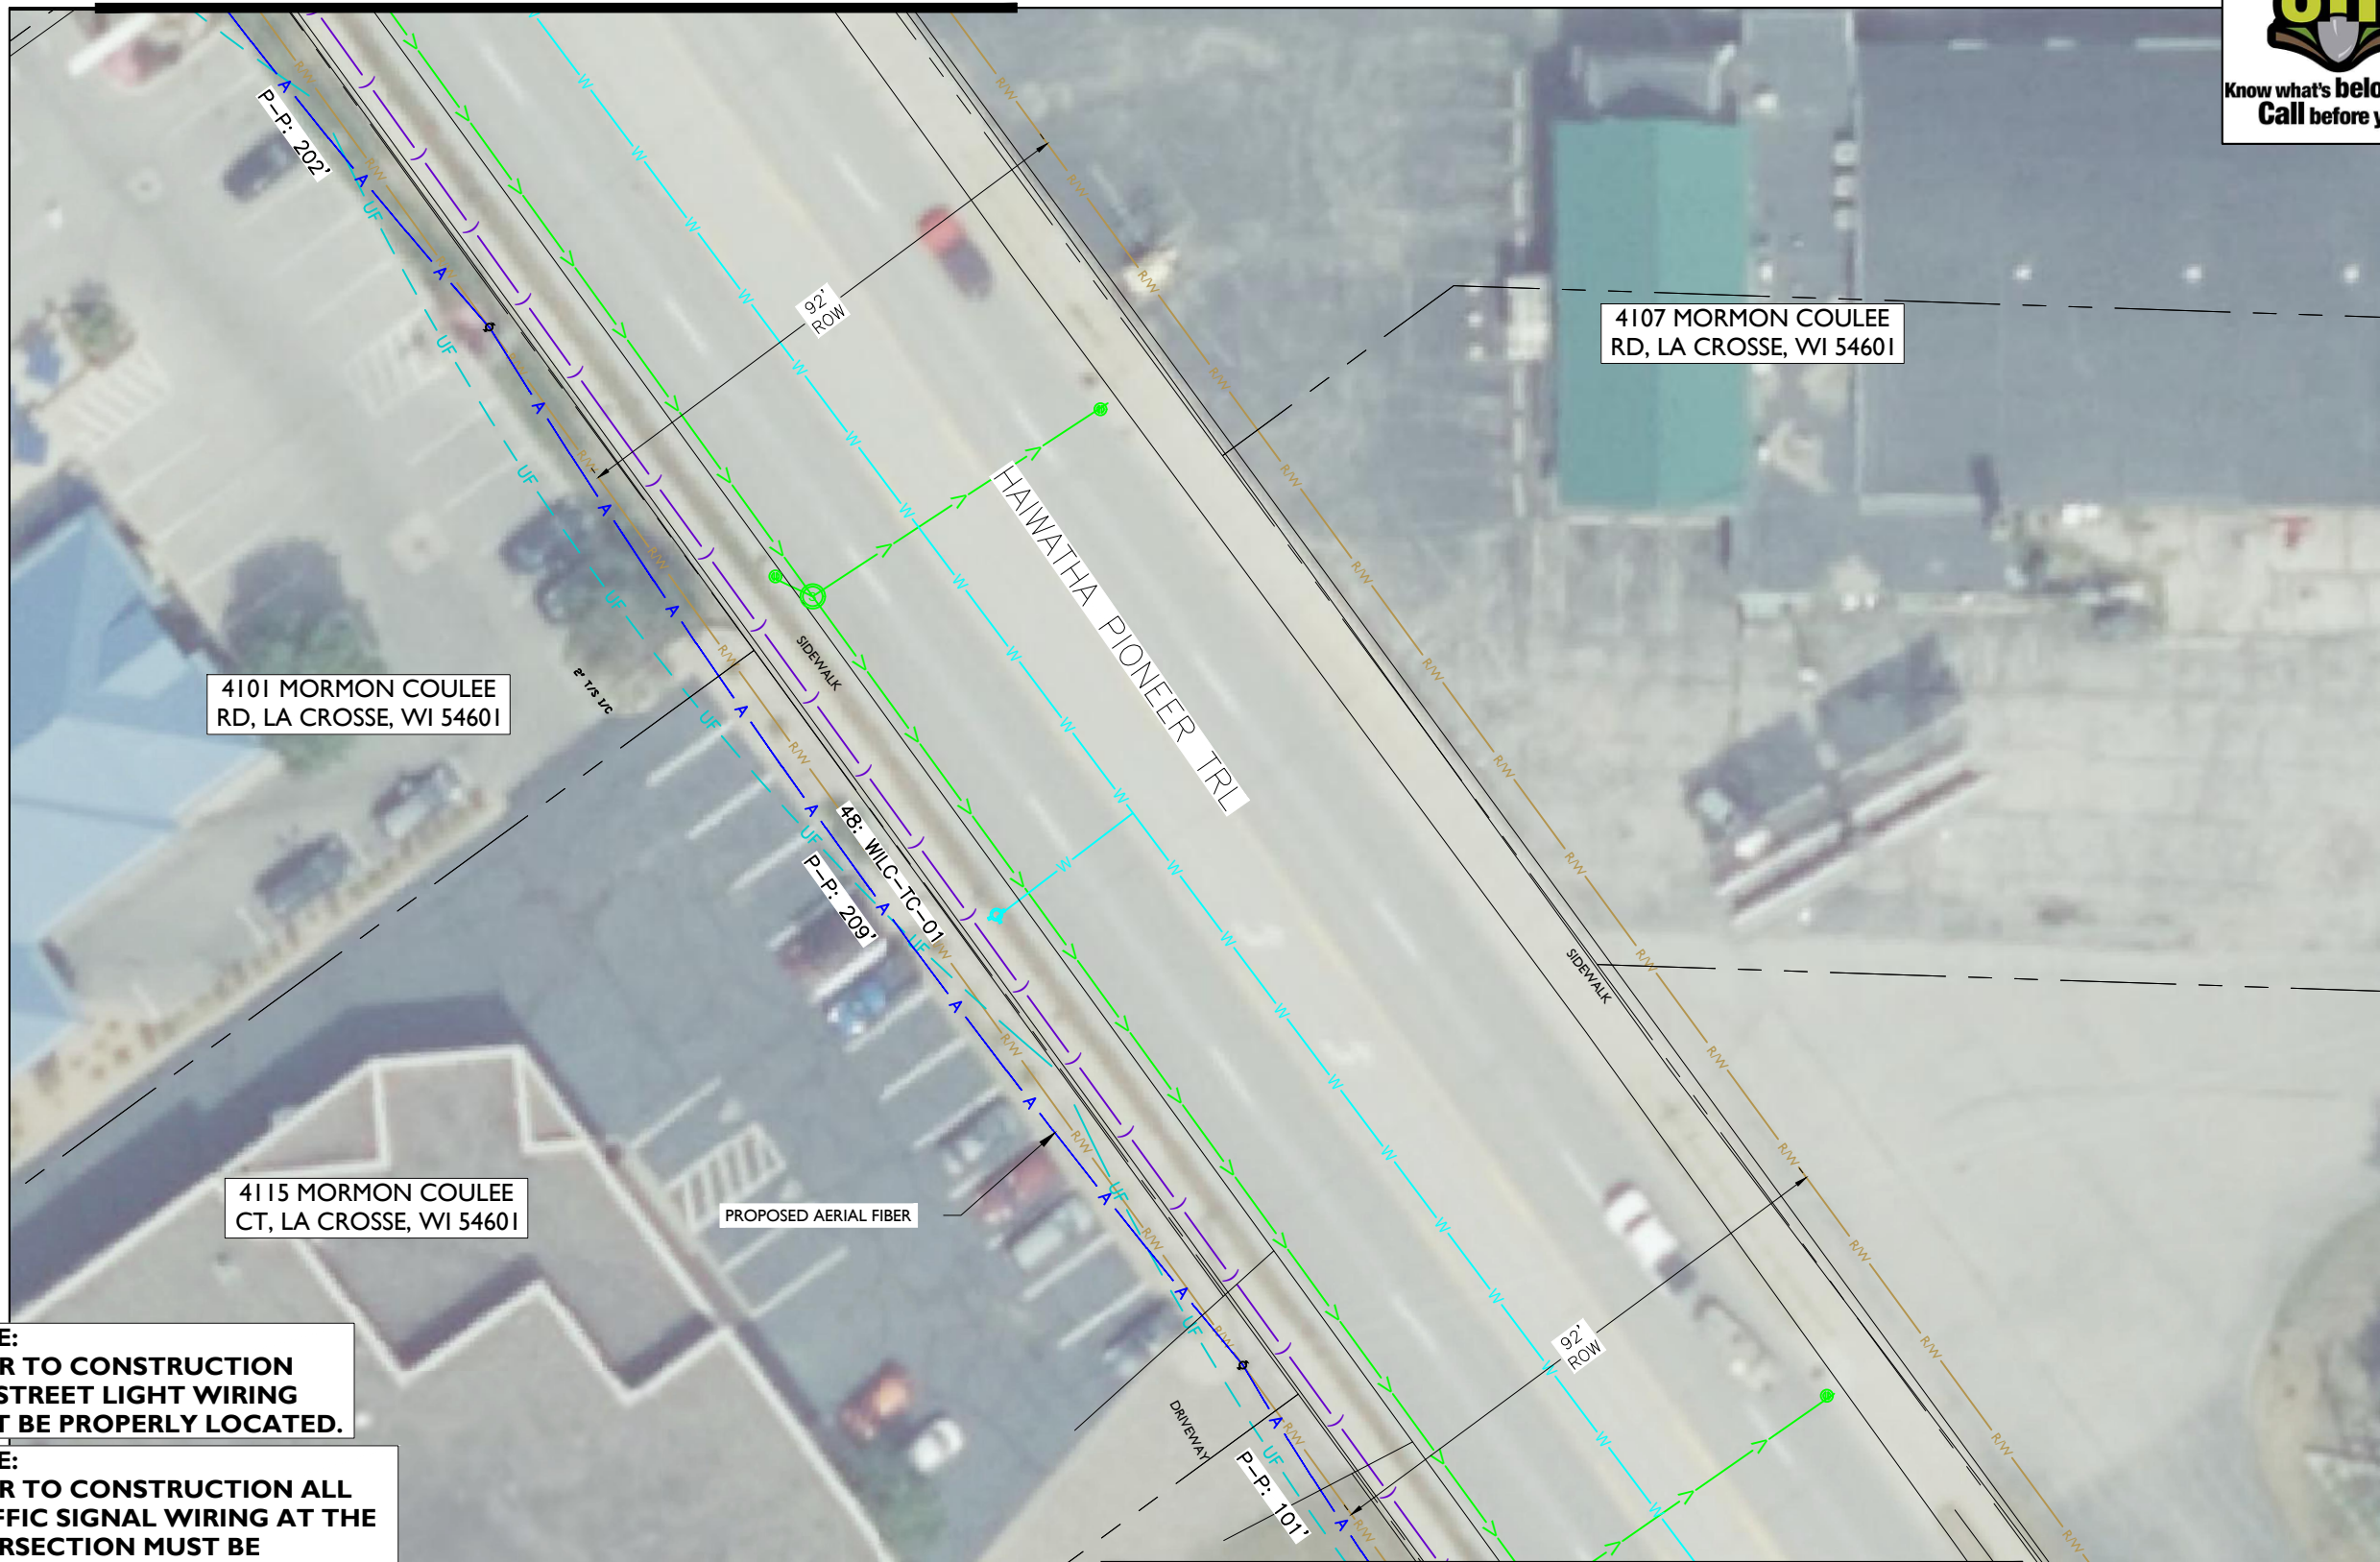 Know what's belo
Call before y
P-P: 202'
92'
ROW
4107 MORMON COULEE
RD, LA CROSSE, WI 54601
HAIWATHA PIONEER TRL
SIDEWALK
4101 MORMON COULEE
RD, LA CROSSE, WI 54601
2" T/S I/C
48: WILC-TC-01
P-P: 209'
SIDEWALK
4115 MORMON COULEE
CT, LA CROSSE, WI 54601
PROPOSED AERIAL FIBER
E:
R TO CONSTRUCTION
STREET LIGHT WIRING
T BE PROPERLY LOCATED.
92'
ROW
DRIVEWAY
P-P: 101'
E:
R TO CONSTRUCTION ALL
FFIC SIGNAL WIRING AT THE
RSECTION MUST BE
R/W
A
UF
W